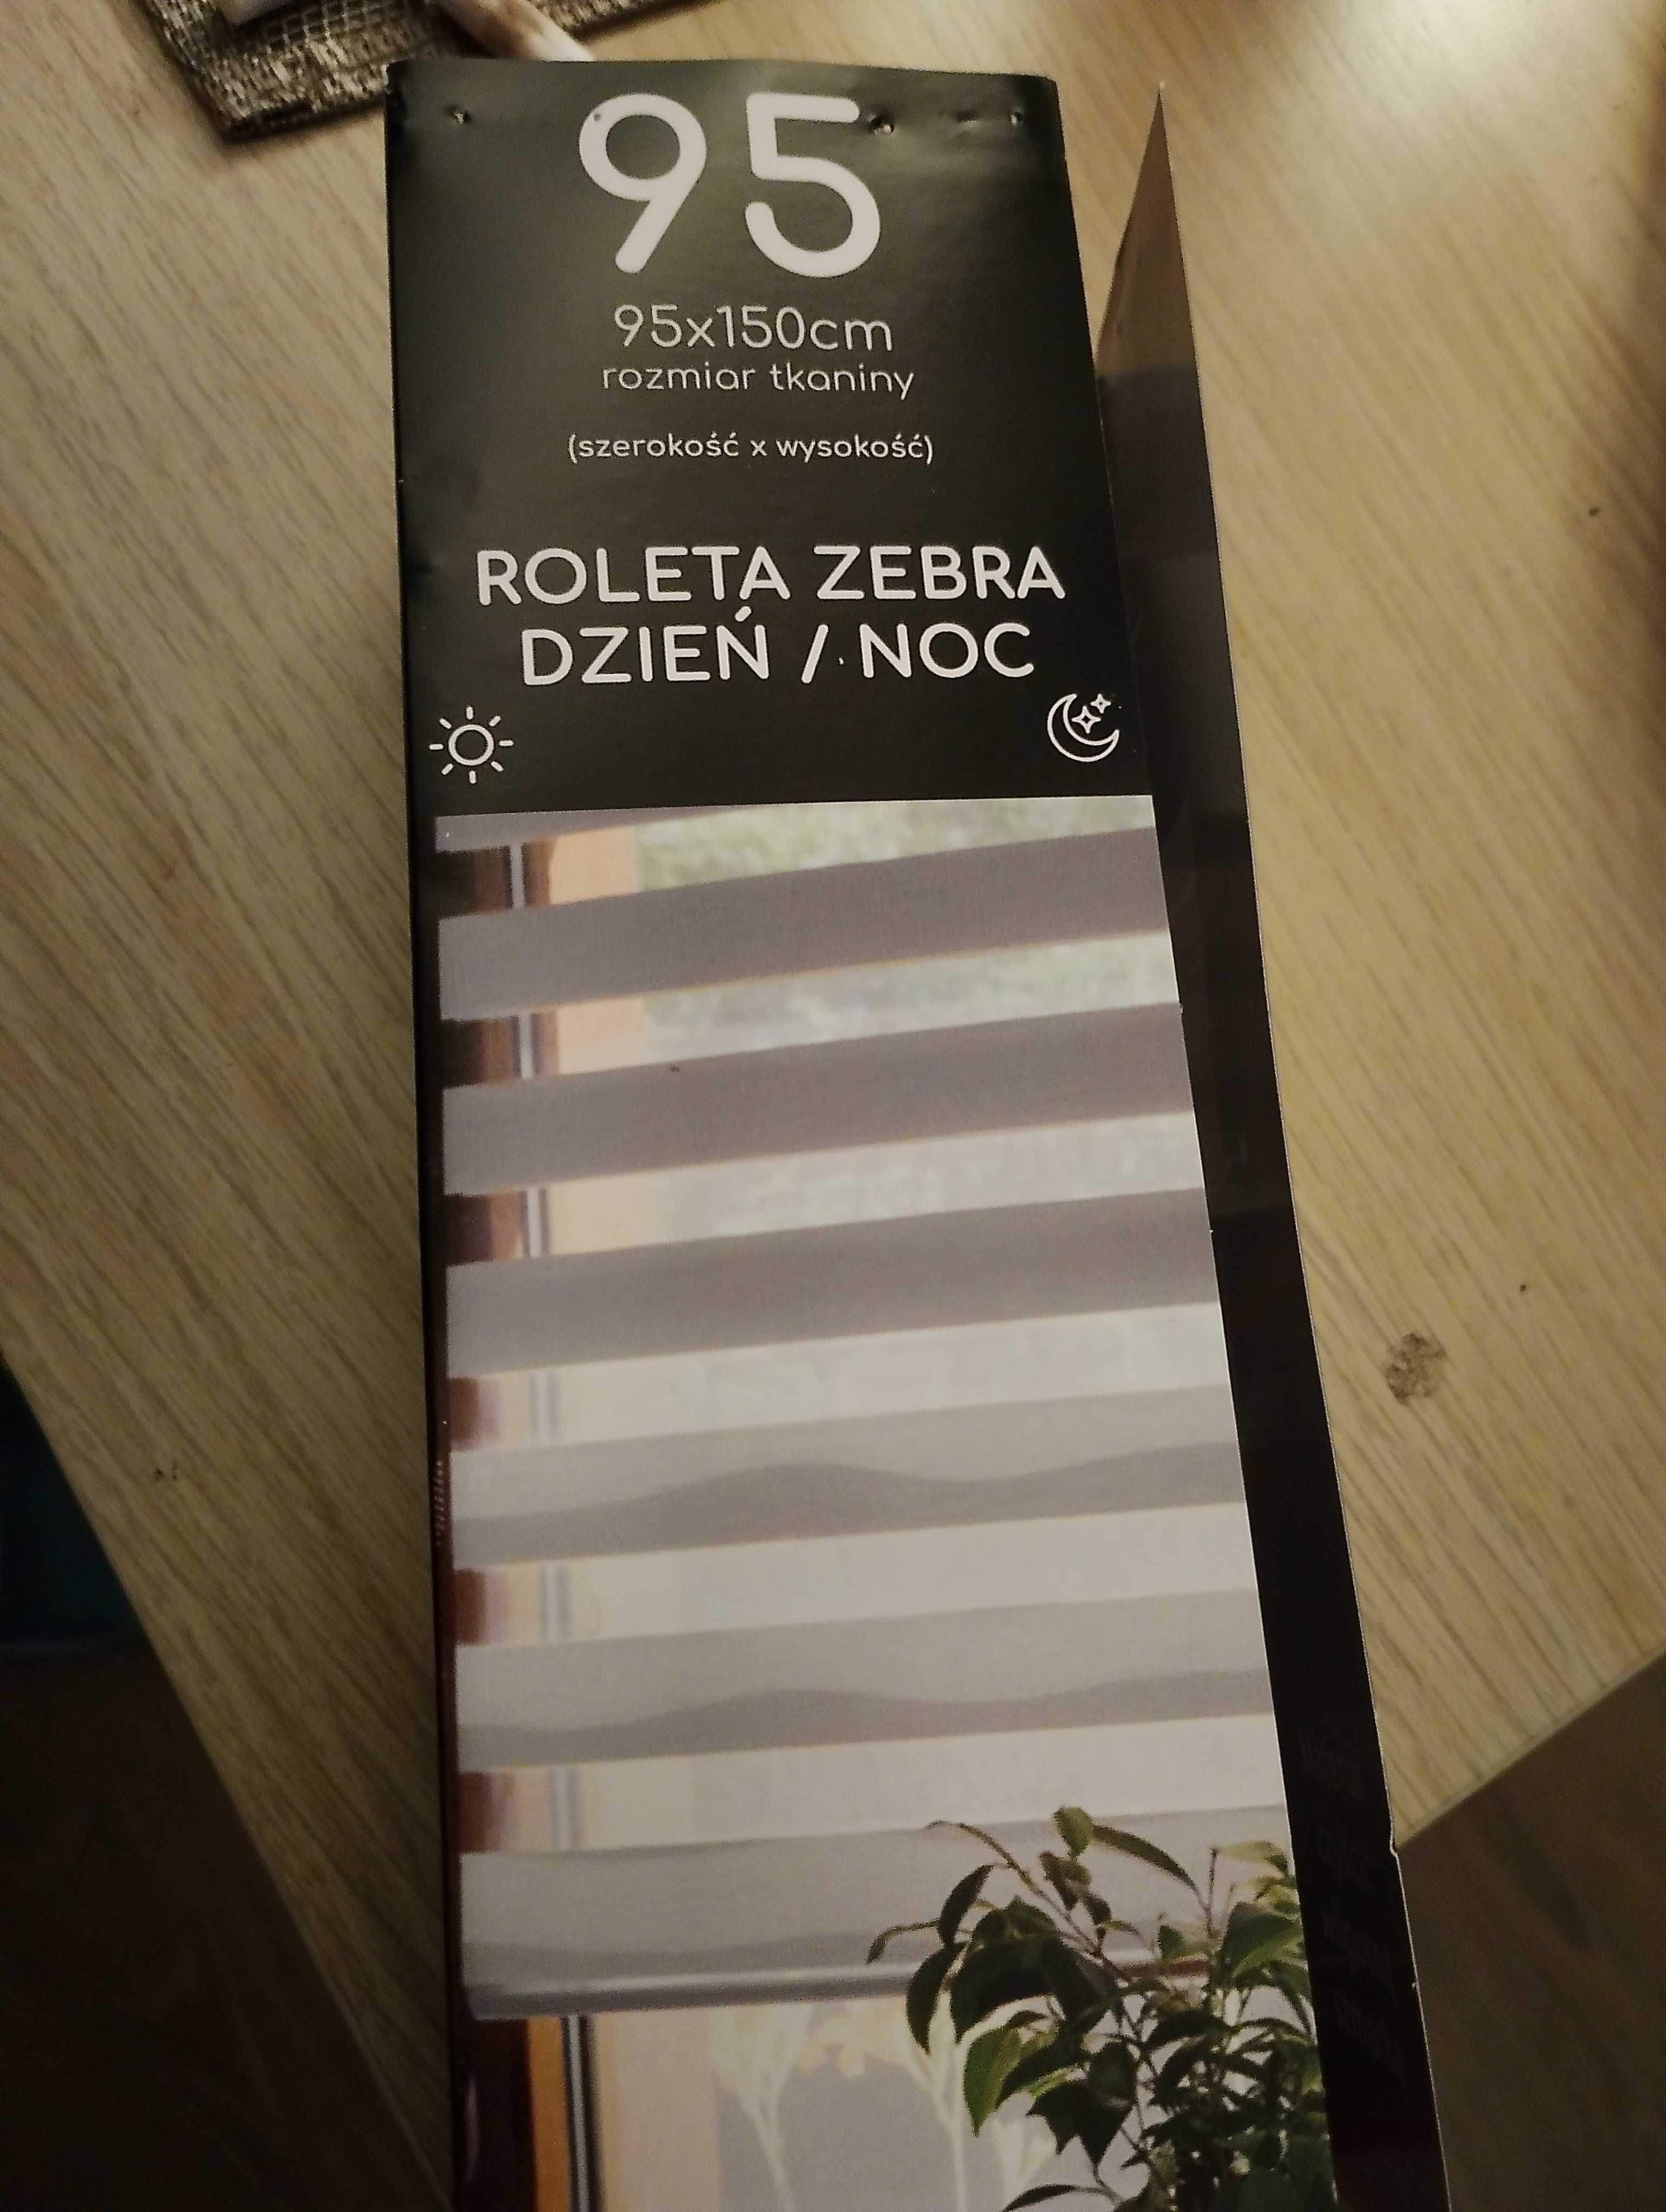 95
95x150cm
rozmiar tkaniny
(szerokość x wysokość)
ROLETA ZEBRA
DZIEŃ / NOC